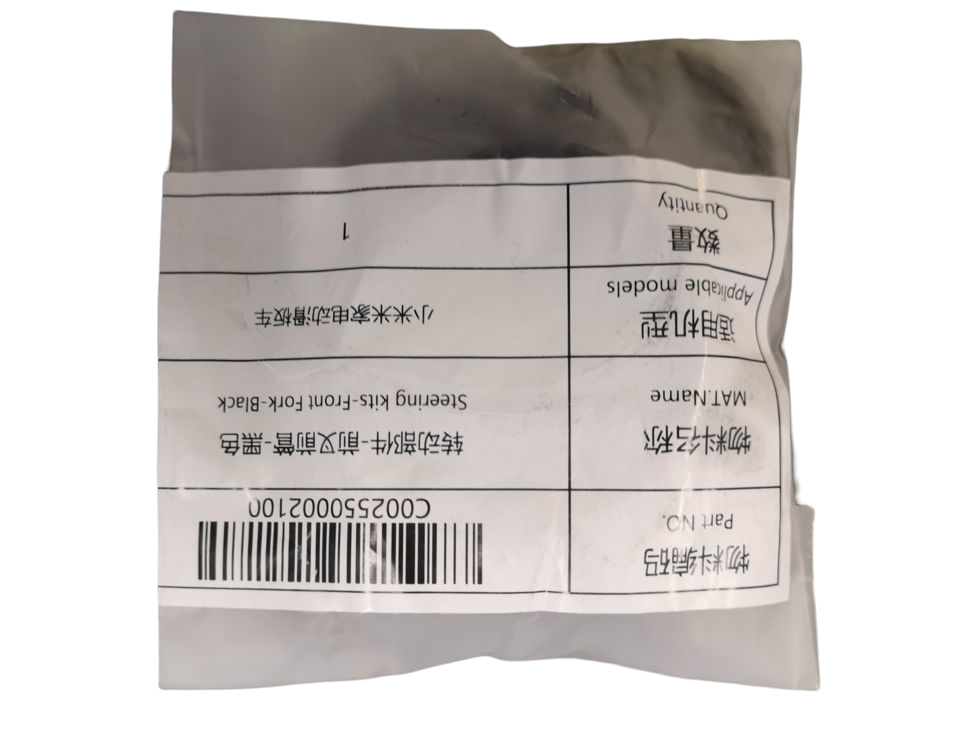 物料编码
Part NO.
C002550002100
物料名称
MAT.Name
转动部件-前叉前管-黑色
Steering kits-Front Fork-Black
适用机型
Applicable models
小米米家电动滑板车
数量
Quantity
1